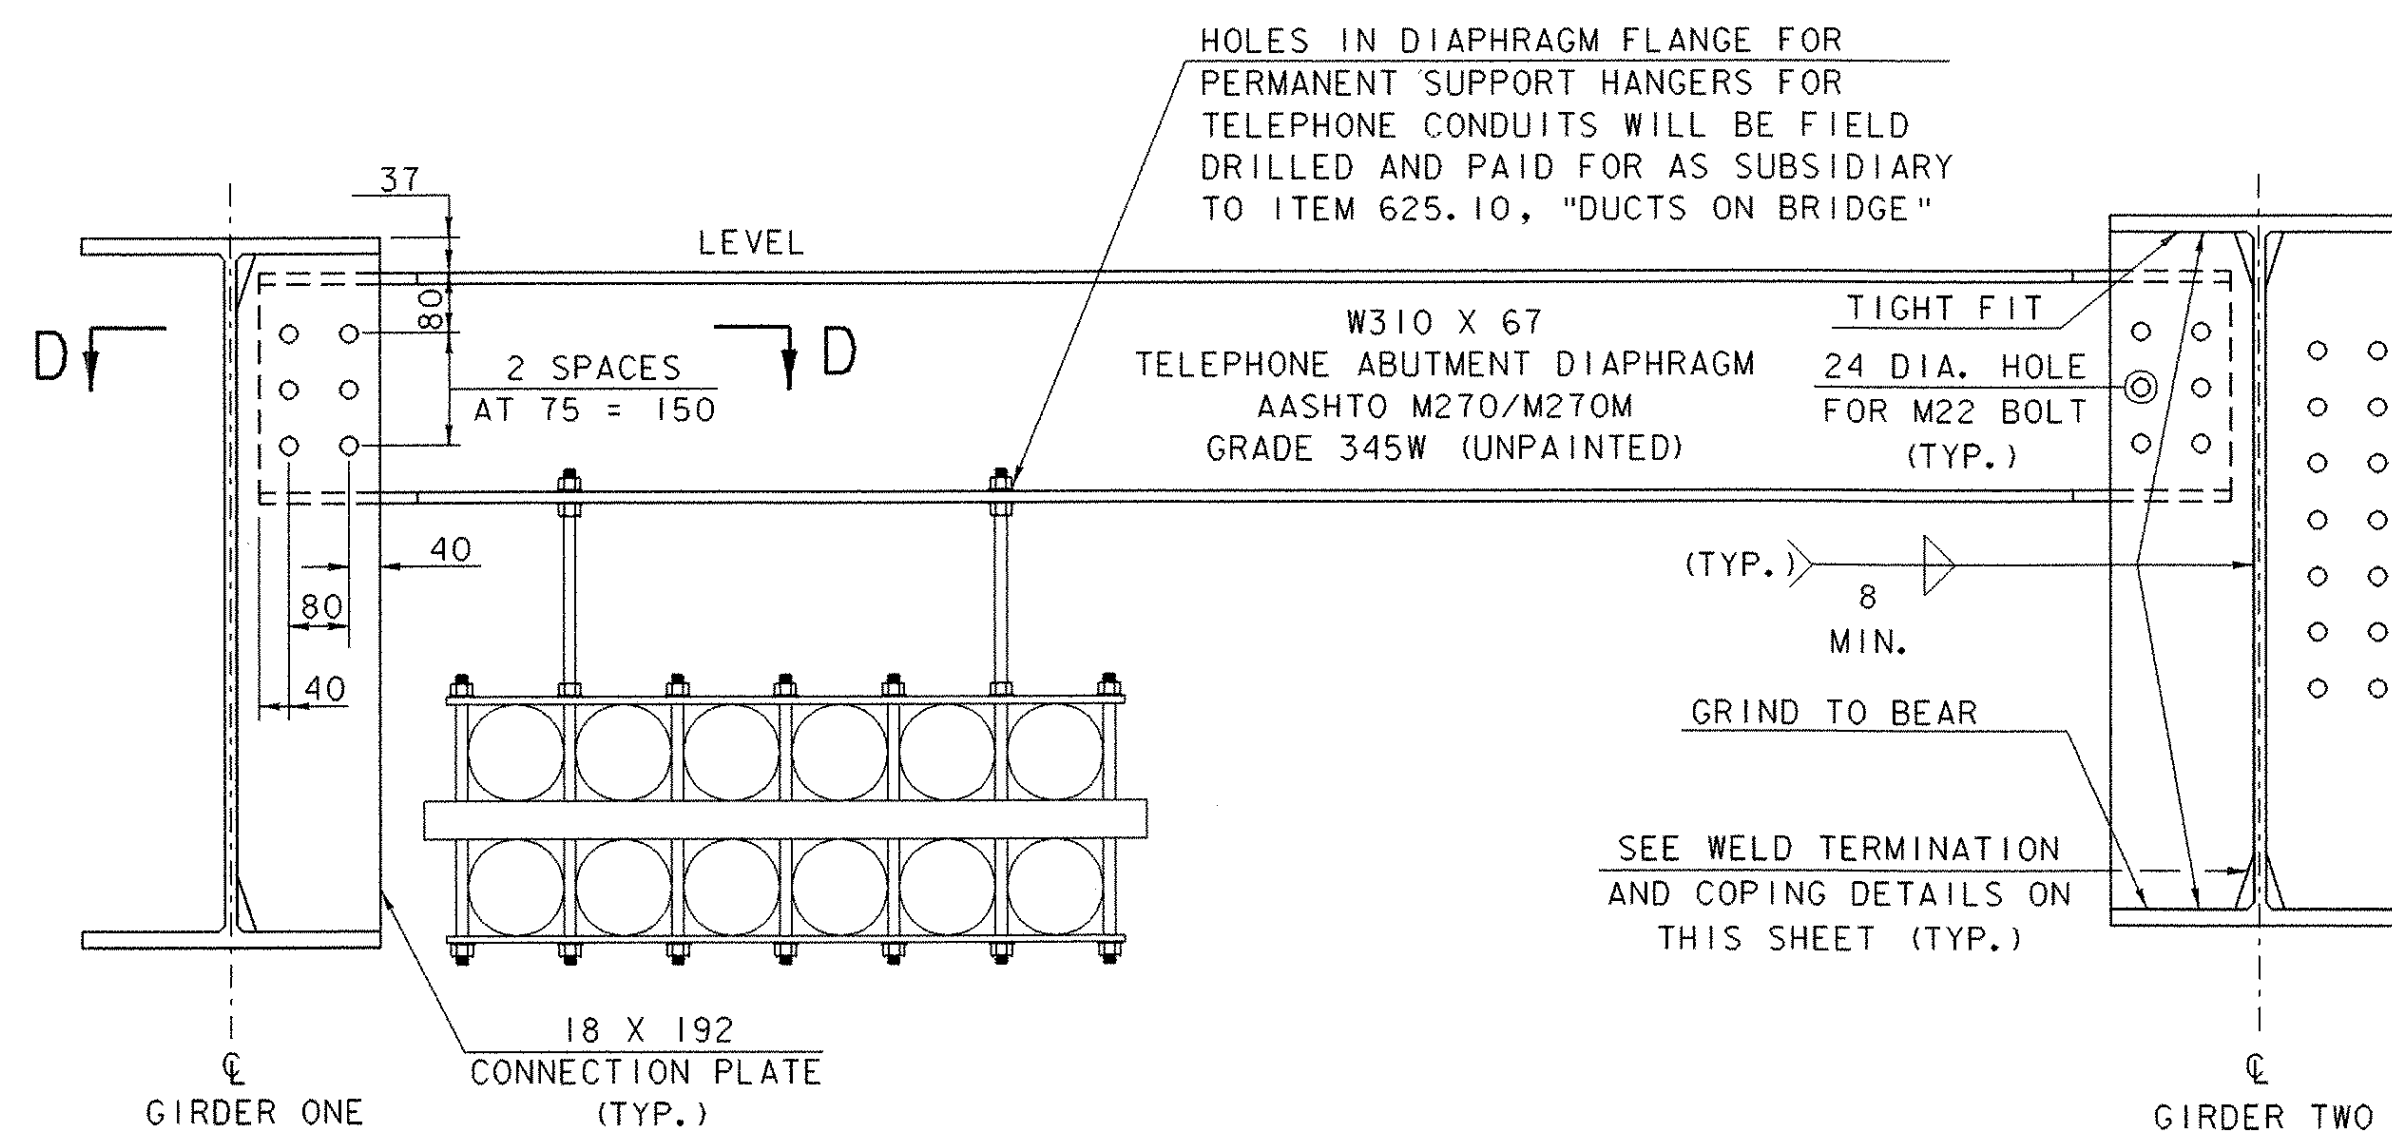 HOLES IN DIAPHRAGM FLANGE FOR
PERMANENT SUPPORT HANGERS FOR
TELEPHONE CONDUITS WILL BE FIELD
DRILLED AND PAID FOR AS SUBSIDIARY
TO ITEM 625.10, "DUCTS ON BRIDGE"
37
LEVEL
80
D
D
2 SPACES
AT 75 = 150
W310 X 67
TELEPHONE ABUTMENT DIAPHRAGM
AASHTO M270/M270M
GRADE 345W (UNPAINTED)
TIGHT FIT
24 DIA. HOLE
FOR M22 BOLT
(TYP.)
40
80
40
(TYP.)
8
MIN.
GRIND TO BEAR
SEE WELD TERMINATION
AND COPING DETAILS ON
THIS SHEET (TYP.)
18 X 192
CONNECTION PLATE
(TYP.)
℄
GIRDER ONE
℄
GIRDER TWO